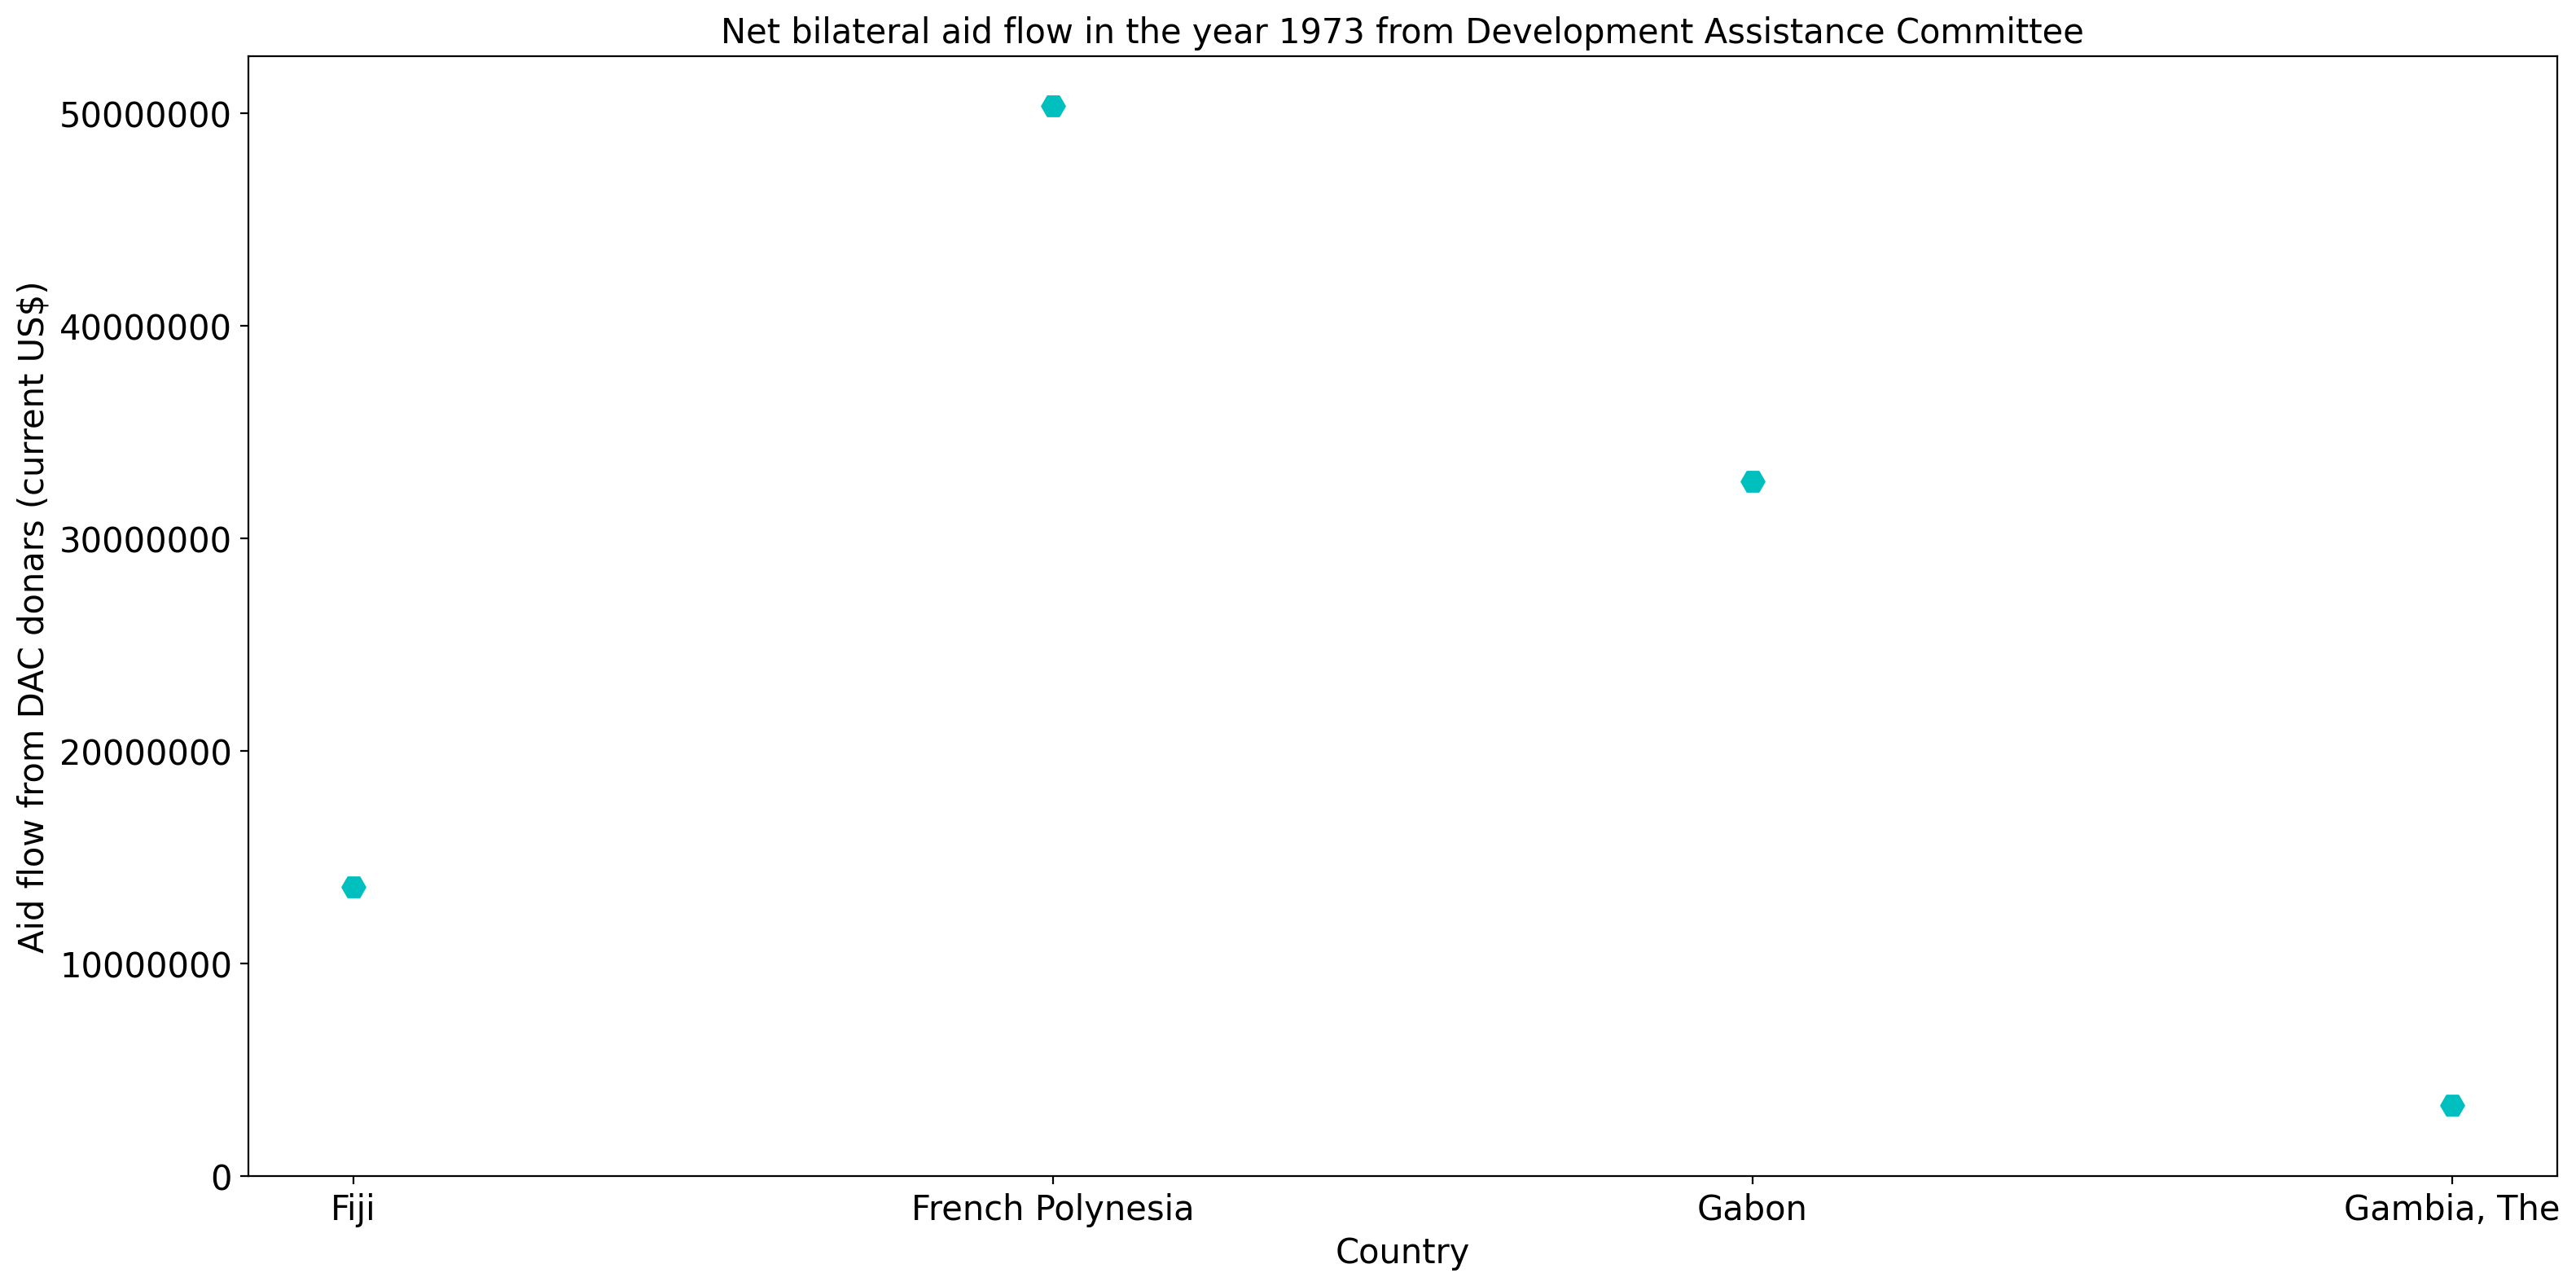 Net bilateral aid flow in the year 1973 from Development Assistance Committee
Aid flow from DAC donars (current US$)
50000000
40000000
30000000
20000000
10000000
0
Fiji
French Polynesia
Gabon
Gambia, The
Country